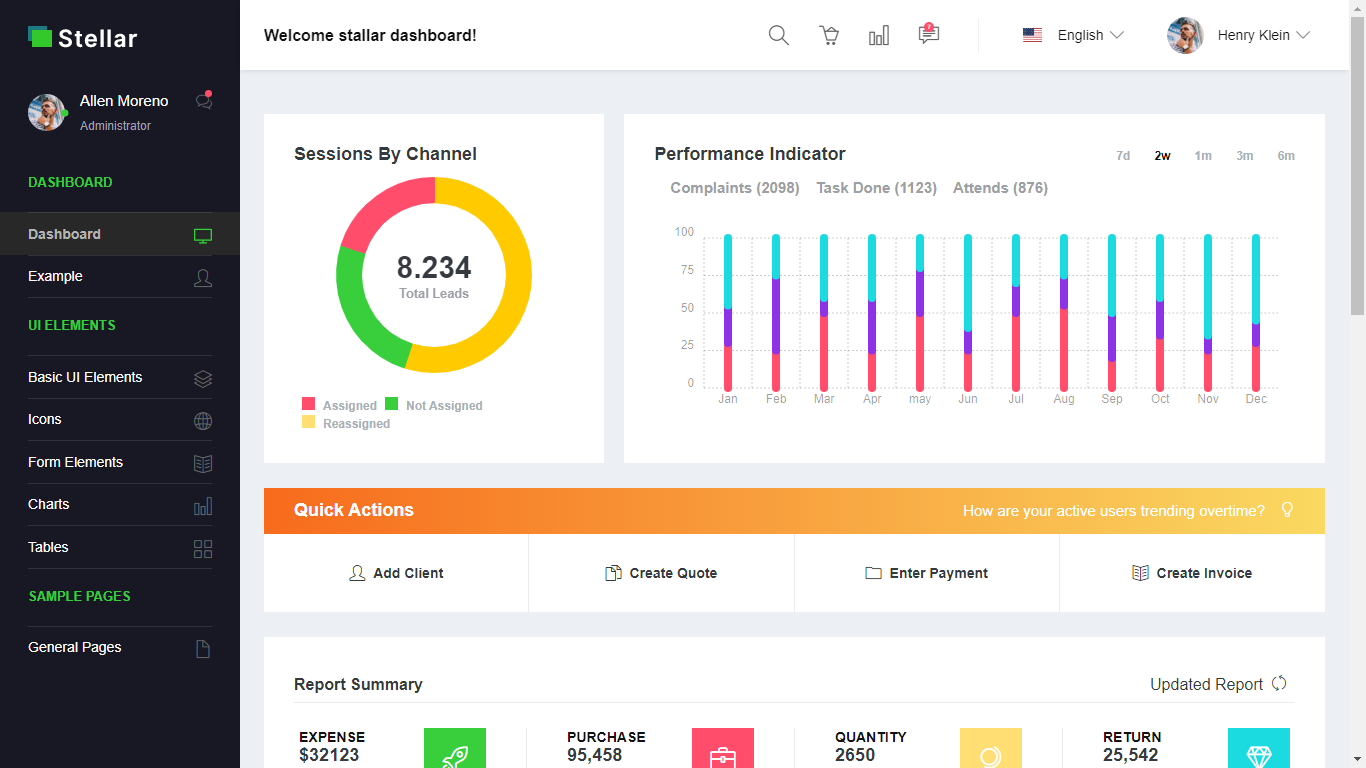 Stellar
Allen Moreno
Administrator
DASHBOARD
Dashboard
Example
UI ELEMENTS
Basic UI Elements
Icons
Form Elements
Charts
Tables
SAMPLE PAGES
General Pages
Welcome stallar dashboard!
English
Henry Klein
Sessions By Channel
8.234
Total Leads
Assigned Not Assigned
Reassigned
Performance Indicator
7d 2w 1m 3m 6m
Complaints (2098) Task Done (1123) Attends (876)
100
75
50
25
0
Jan Feb Mar Apr may Jun Jul Aug Sep Oct Nov Dec
Quick Actions
How are your active users trending overtime?
Add Client
Create Quote
Enter Payment
Create Invoice
Report Summary
Updated Report
EXPENSE
$32123
PURCHASE
95,458
QUANTITY
2650
RETURN
25,542